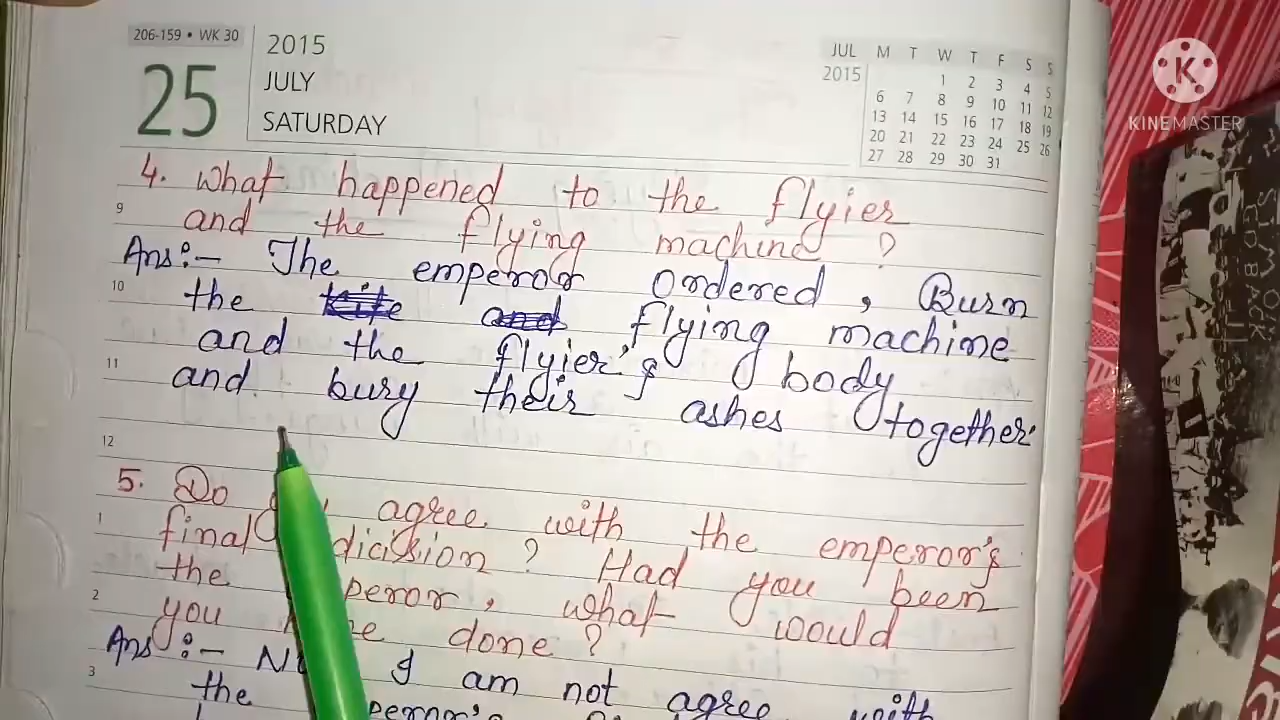 206-159 • WK 30
25
2015
JULY
SATURDAY
JUL 2015
M T W T F S S
1 2 3 4 5
6 7 8 9 10 11 12
13 14 15 16 17 18 19
20 21 22 23 24 25 26
27 28 29 30 31
KINEMASTER
4. What happened to the flyier
9
and the flying machine ?
Ans:- The emperor ordered, Burn
10
the kite and flying machine
and the flyier's body
11
and bury their ashes together.
12
5. Do agree with the emperor's
1
final dicision ? Had you been
the peror, what would
2
you done ?
Ans:- I am not agree with
3
the peror's
SIMON
GO BACK